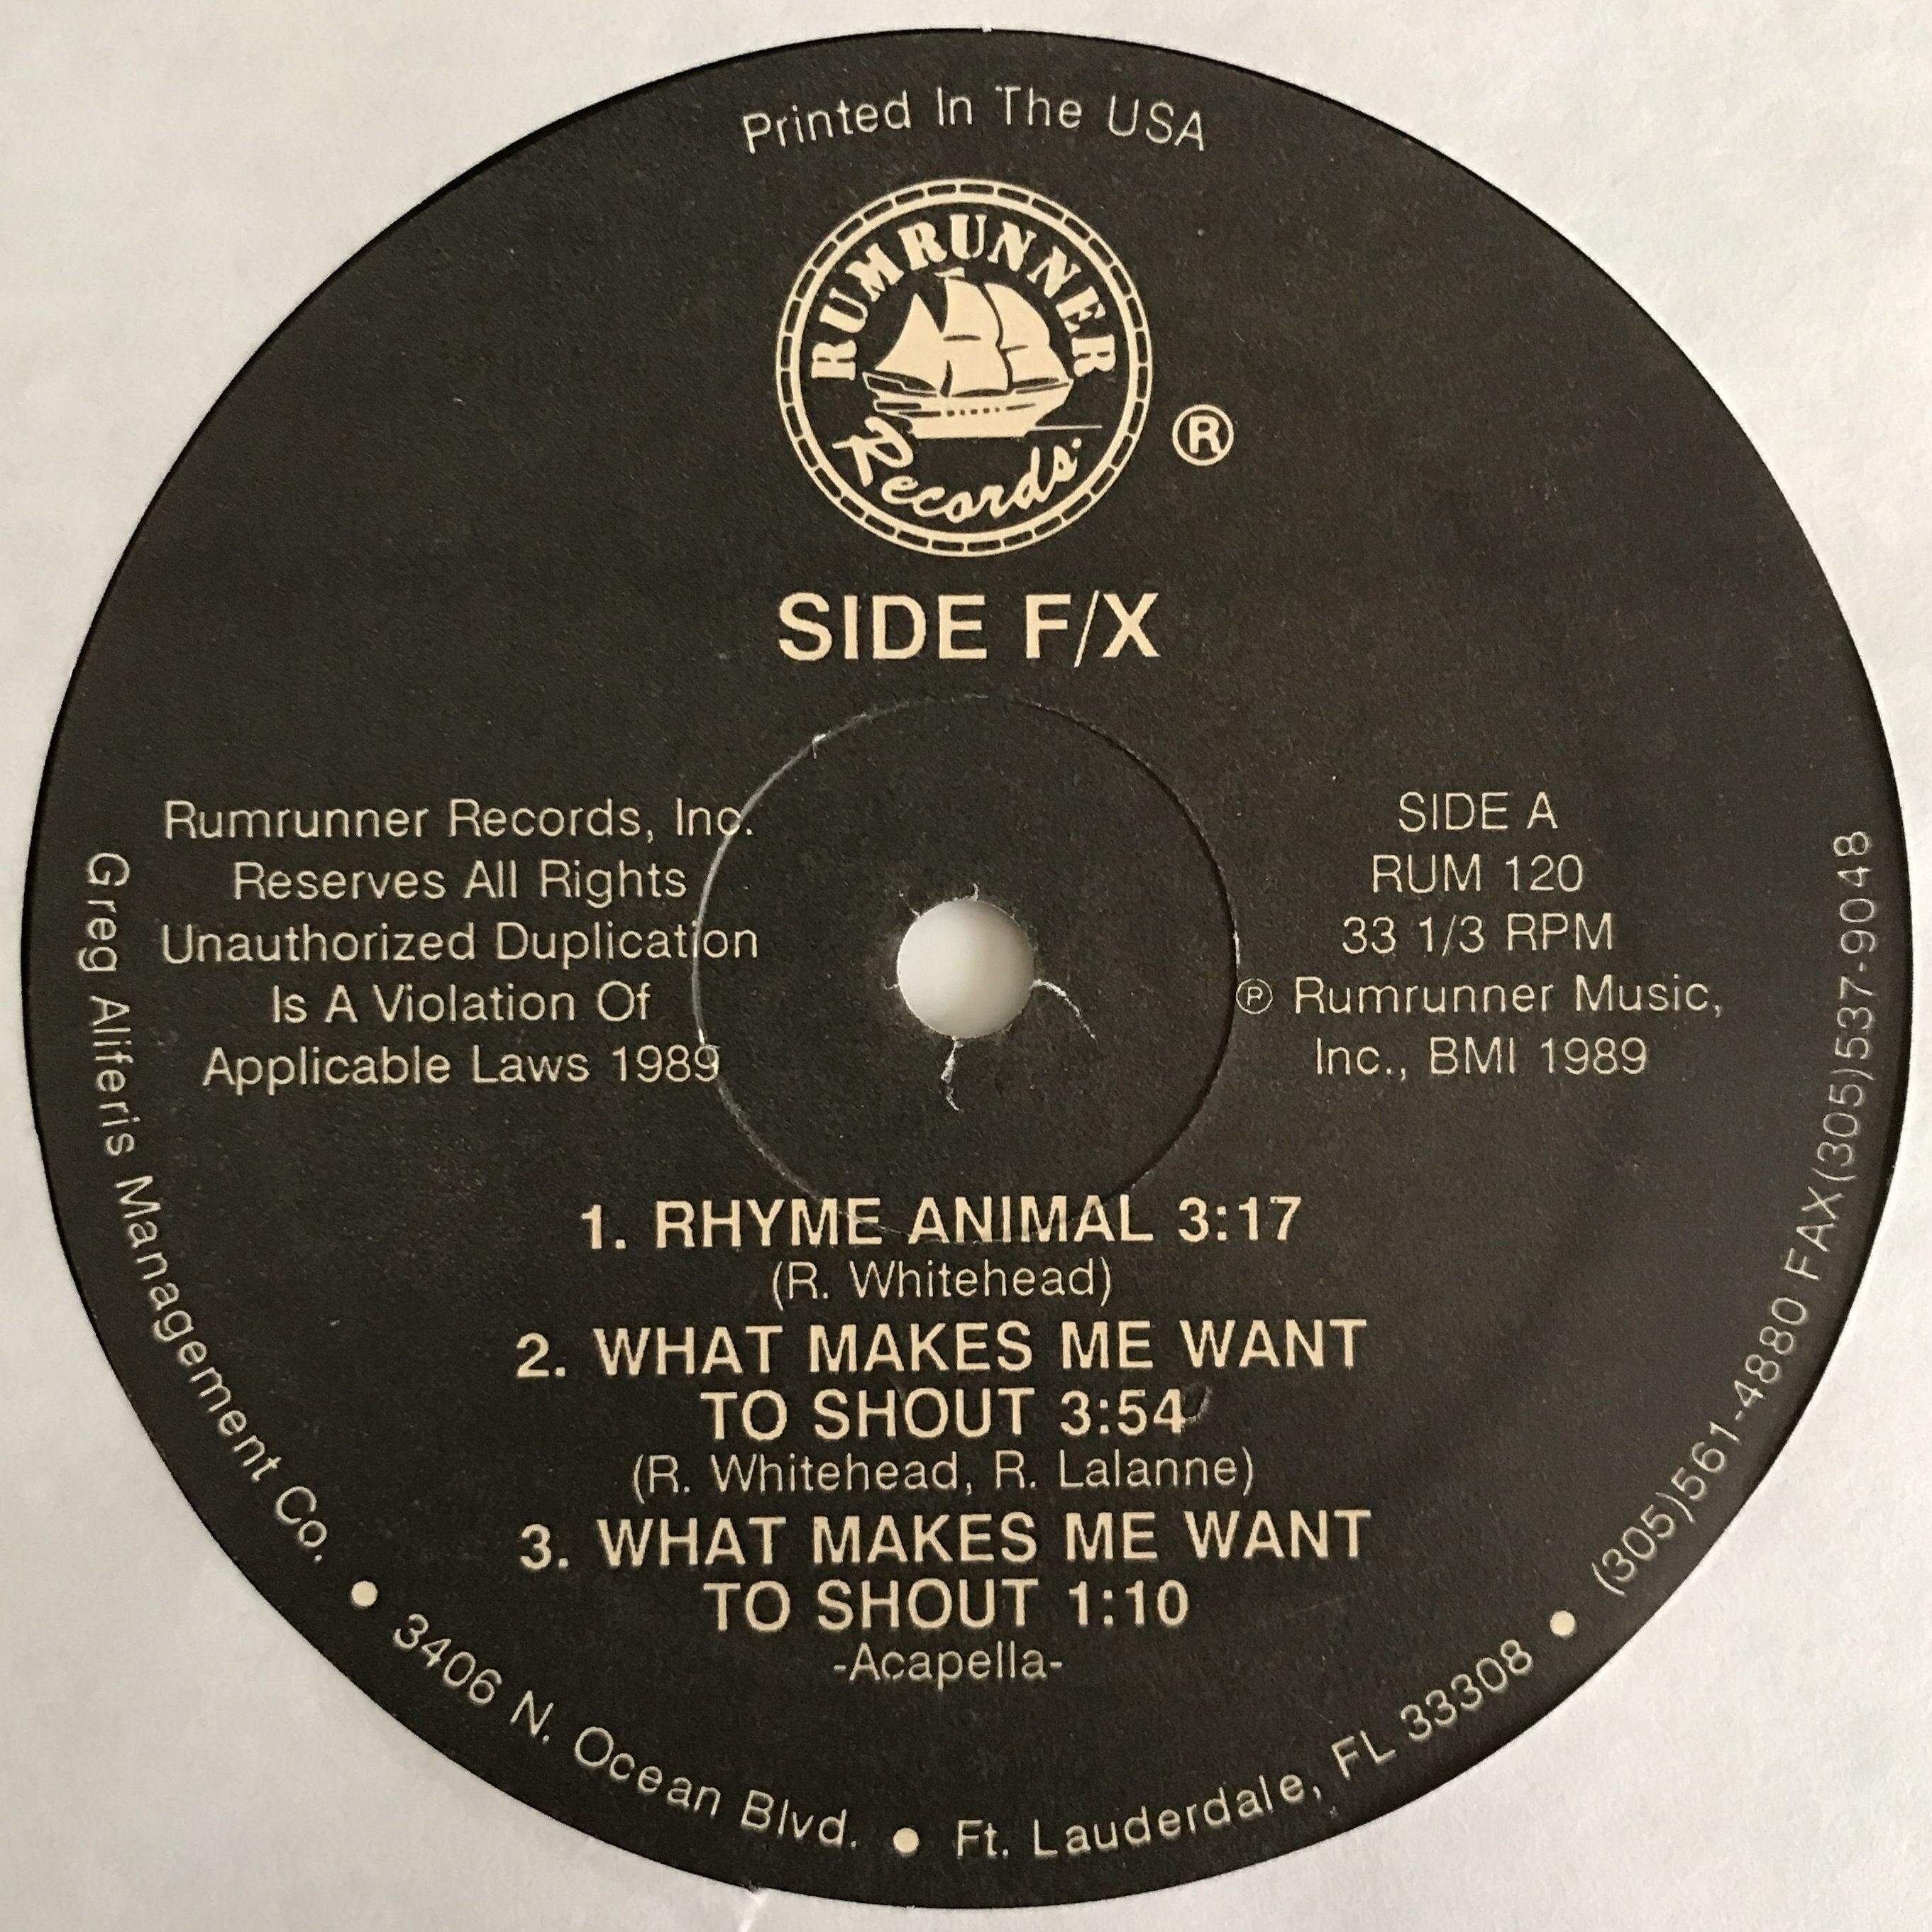 Printed In The USA
RUMRUNNER
Records
®
SIDE F/X
Rumrunner Records, Inc.
Reserves All Rights
Unauthorized Duplication
Is A Violation Of
Applicable Laws 1989
SIDE A
RUM 120
33 1/3 RPM
℗ Rumrunner Music,
Inc., BMI 1989
1. RHYME ANIMAL 3:17
(R. Whitehead)
2. WHAT MAKES ME WANT
TO SHOUT 3:54
(R. Whitehead, R. Lalanne)
3. WHAT MAKES ME WANT
TO SHOUT 1:10
-Acapella-
Greg Aliferis Management Co. • 3406 N. Ocean Blvd. • Ft. Lauderdale, FL 33308 • (305)561-4880 FAX(305)537-9048